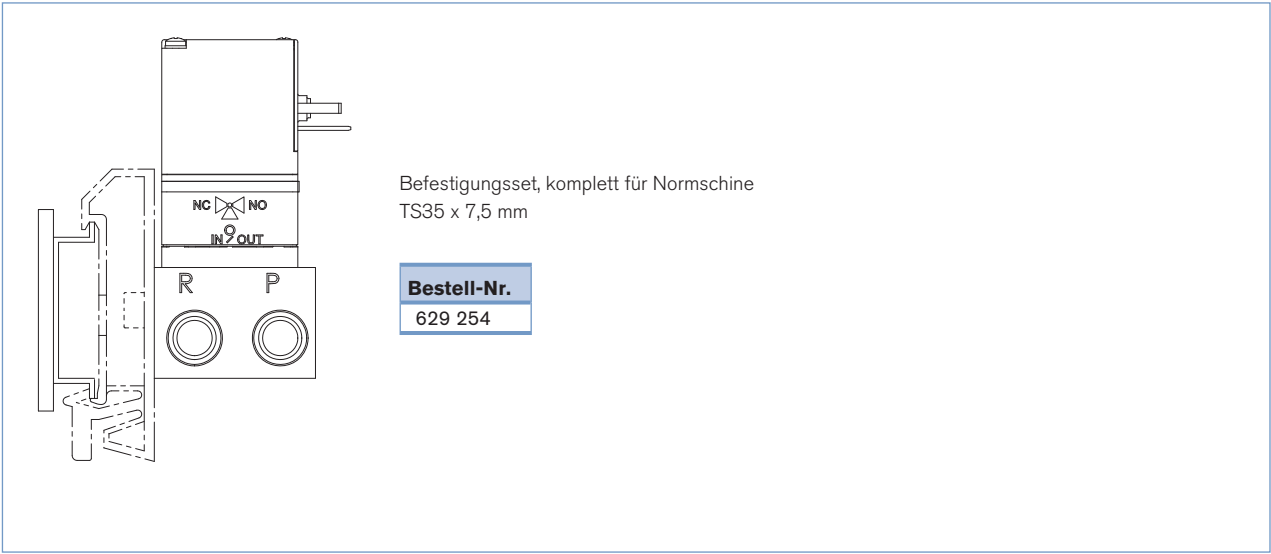 NC NO
IN OUT
R P
Befestigungsset, komplett für Normschine
TS35 x 7,5 mm
Bestell-Nr.
629 254